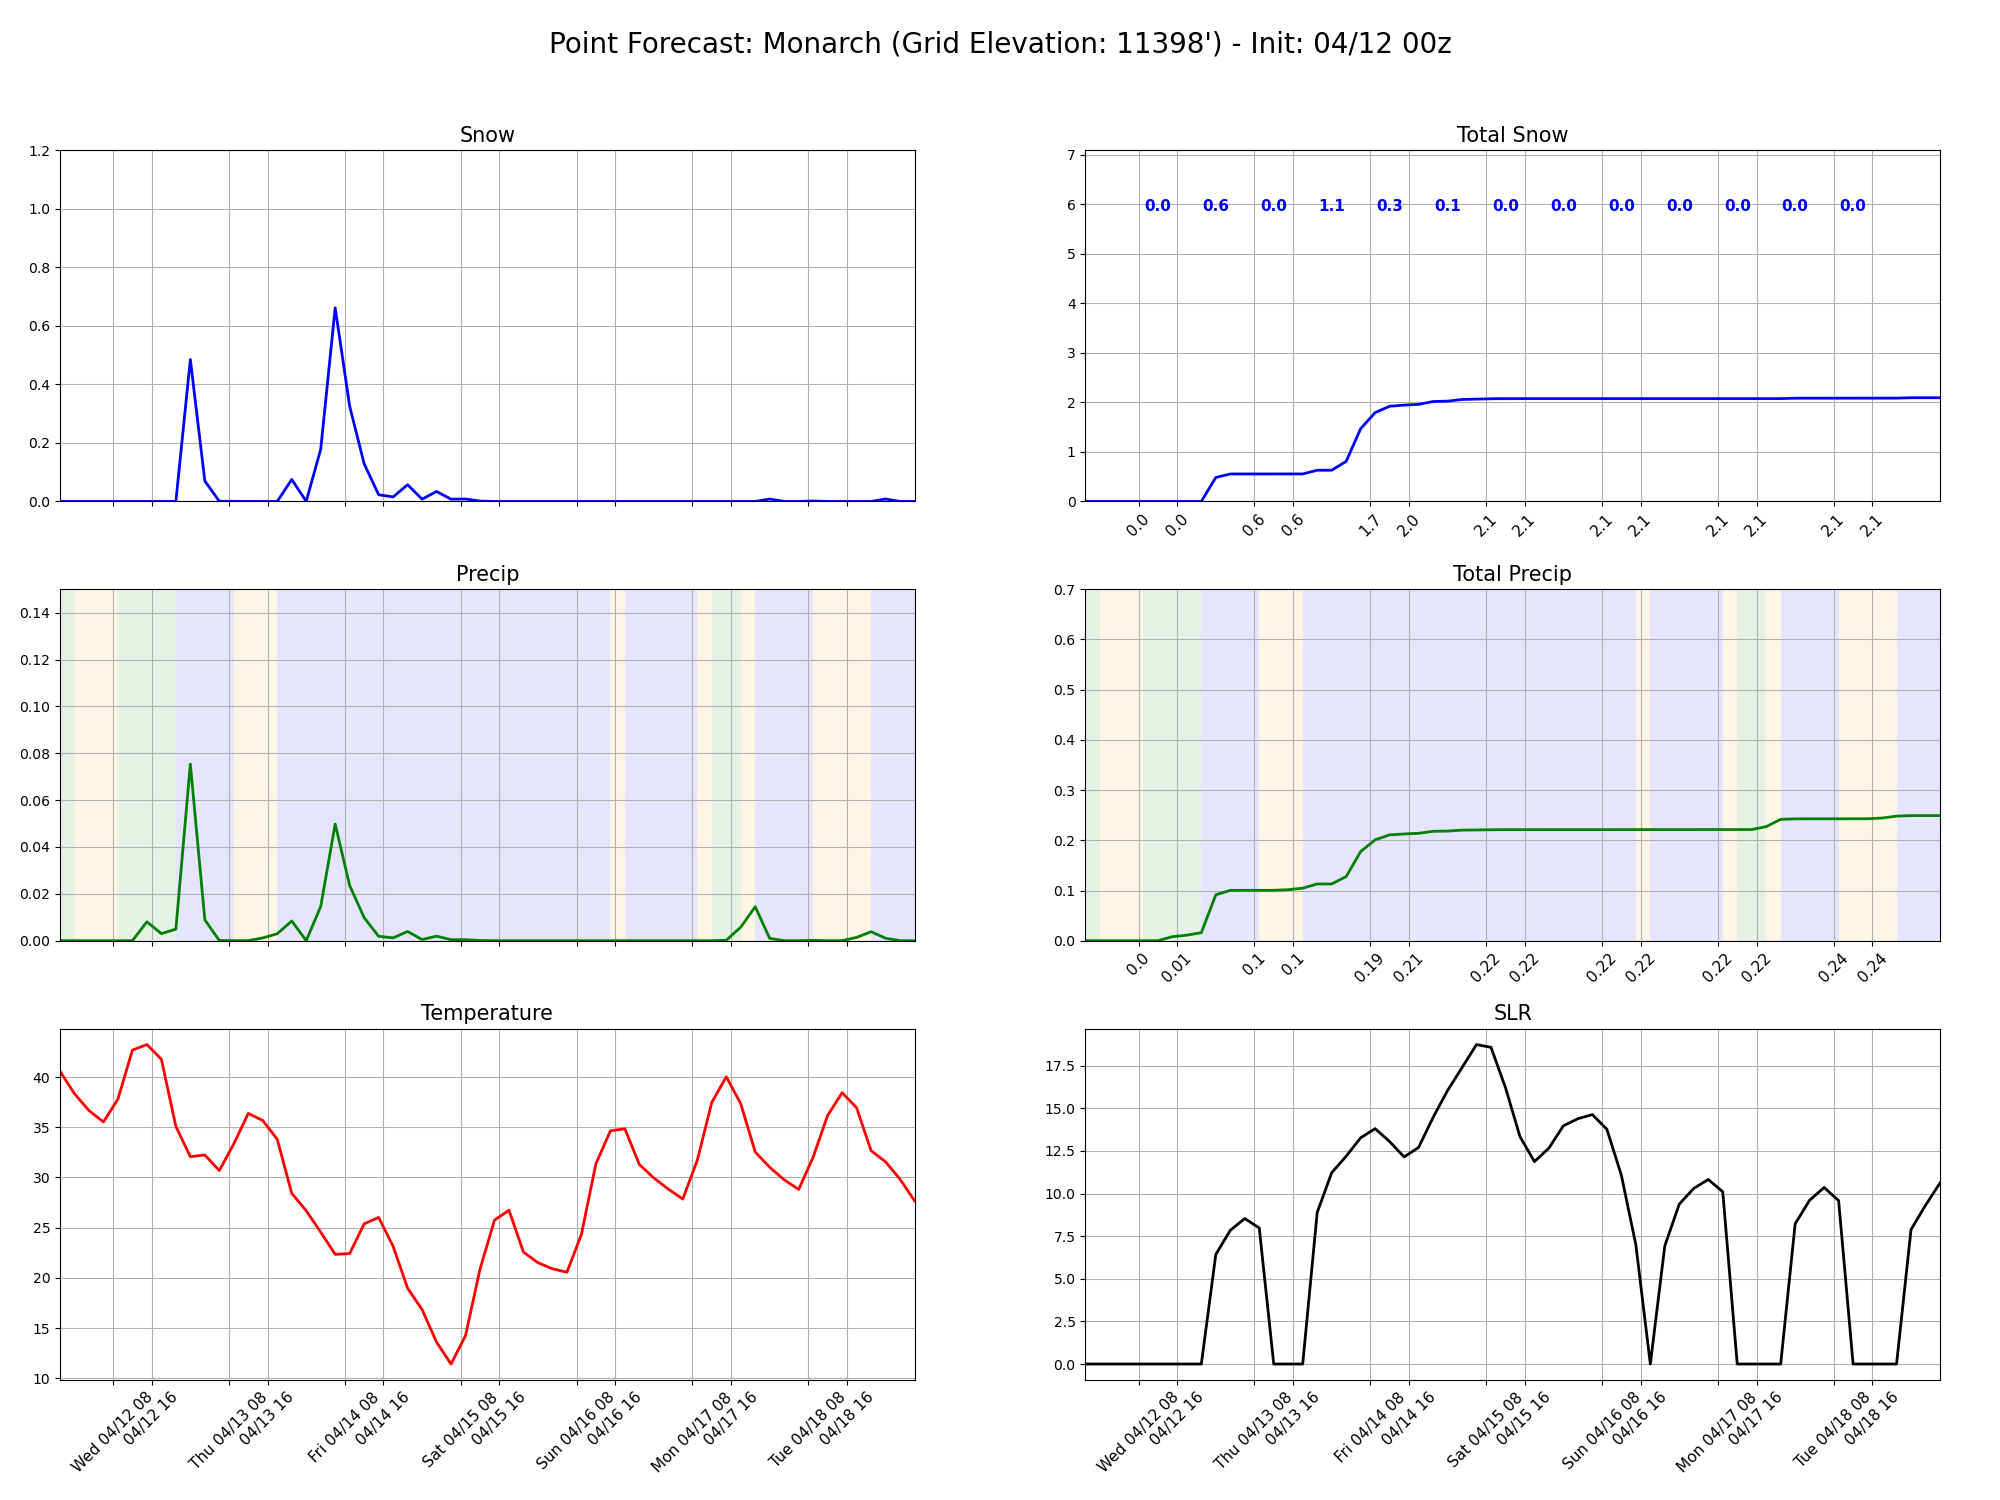 Point Forecast: Monarch (Grid Elevation: 11398') - Init: 04/12 00z
Snow
1.2
1.0
0.8
0.6
0.4
0.2
0.0
Total Snow
7
6
5
4
3
2
1
0
0.0 0.6 0.0 1.1 0.3 0.1 0.0 0.0 0.0 0.0 0.0 0.0 0.0
0.0 0.0 0.6 0.6 1.7 2.0 2.1 2.1 2.1 2.1 2.1 2.1 2.1 2.1
Precip
0.14
0.12
0.10
0.08
0.06
0.04
0.02
0.00
Total Precip
0.7
0.6
0.5
0.4
0.3
0.2
0.1
0.0
0.0 0.01 0.1 0.1 0.19 0.21 0.22 0.22 0.22 0.22 0.22 0.22 0.24 0.24
Temperature
40
35
30
25
20
15
10
Wed 04/12 08
04/12 16
Thu 04/13 08
04/13 16
Fri 04/14 08
04/14 16
Sat 04/15 08
04/15 16
Sun 04/16 08
04/16 16
Mon 04/17 08
04/17 16
Tue 04/18 08
04/18 16
SLR
17.5
15.0
12.5
10.0
7.5
5.0
2.5
0.0
Wed 04/12 08
04/12 16
Thu 04/13 08
04/13 16
Fri 04/14 08
04/14 16
Sat 04/15 08
04/15 16
Sun 04/16 08
04/16 16
Mon 04/17 08
04/17 16
Tue 04/18 08
04/18 16